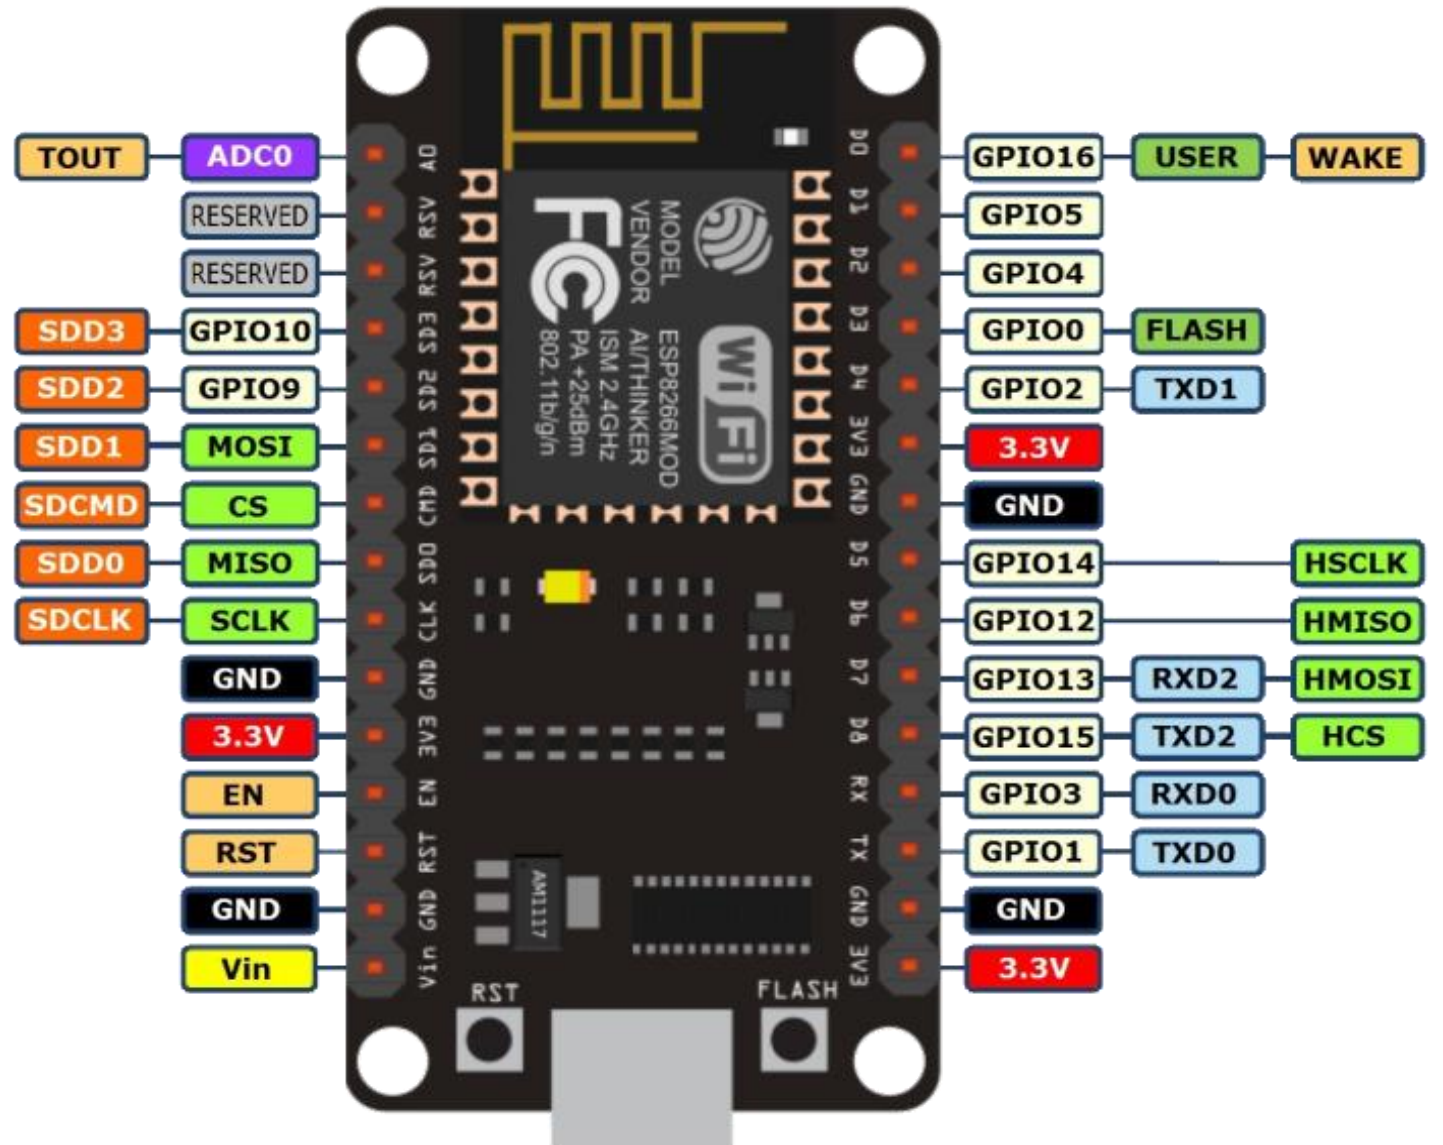 TOUT ADC0 A0 D0 GPIO16 USER WAKE
RESERVED RSV D1 GPIO5
RESERVED RSV D2 GPIO4
SDD3 GPIO10 SD3 D3 GPIO0 FLASH
SDD2 GPIO9 SD2 D4 GPIO2 TXD1
SDD1 MOSI SD1 3V3 3.3V
SDCMD CS CMD GND GND
SDD0 MISO SD0 D5 GPIO14 HSCLK
SDCLK SCLK CLK D6 GPIO12 HMISO
GND GND D7 GPIO13 RXD2 HMOSI
3.3V 3V3 D8 GPIO15 TXD2 HCS
EN EN RX GPIO3 RXD0
RST RST TX GPIO1 TXD0
GND GND GND GND
Vin Vin 3V3 3.3V
MODEL
VENDOR
FC
WiFi
ESP8266MOD
AI/THINKER
ISM 2.4GHz
PA +25dBm
802.11b/g/n
AM1117
RST
FLASH